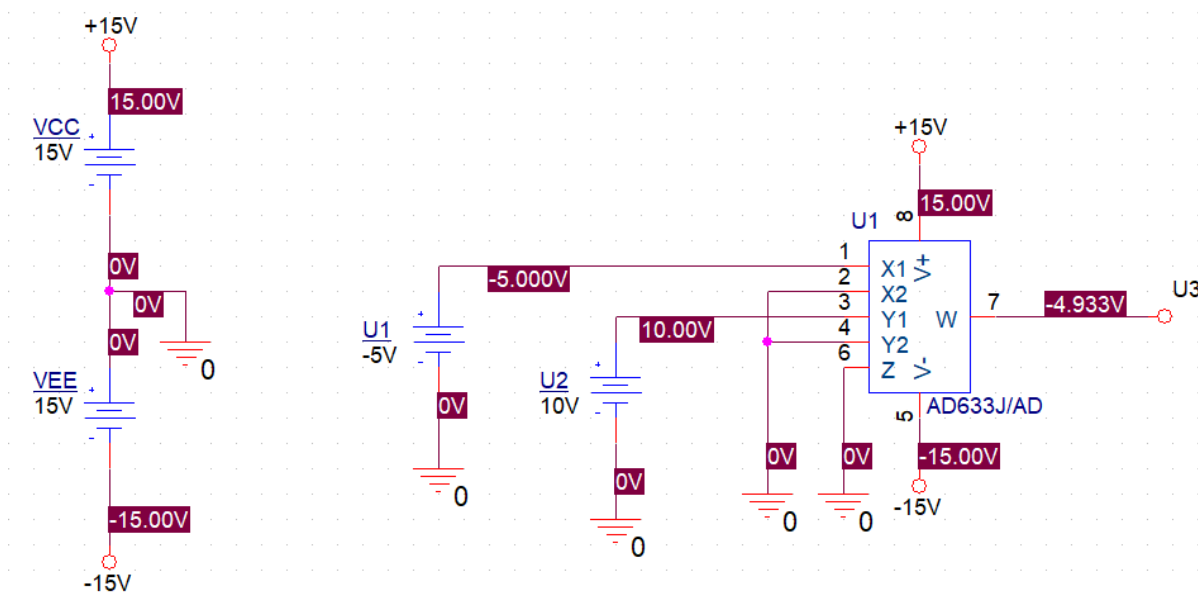 +15V
15.00V
VCC
15V
0V
0V
0
0V
VEE
15V
-15.00V
-15V
-5.000V
U1
-5V
0V
0
10.00V
U2
10V
0V
0
+15V
15.00V
8
U1
1
X1
V+
2
X2
3
Y1
4
Y2
6
Z
V-
W
7
-4.933V
U3
5
AD633J/AD
0V
0
0V
0
-15.00V
-15V